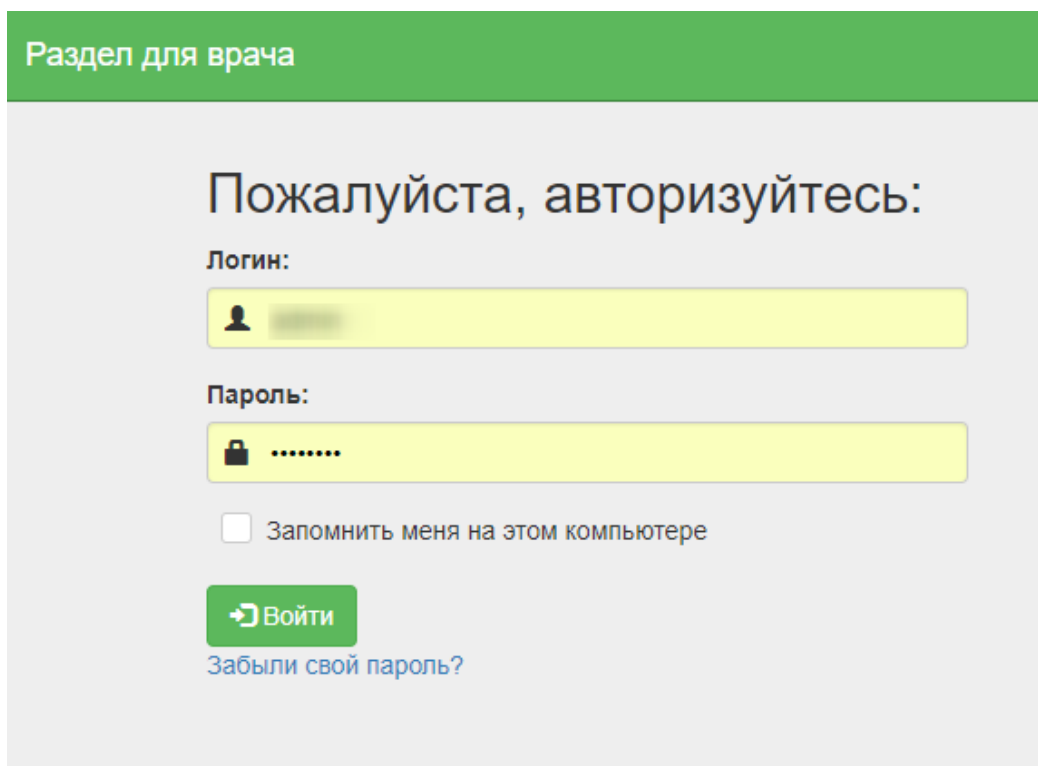 Раздел для врача
Пожалуйста, авторизуйтесь:
Логин:
Пароль:
••••••••
Запомнить меня на этом компьютере
Войти
Забыли свой пароль?